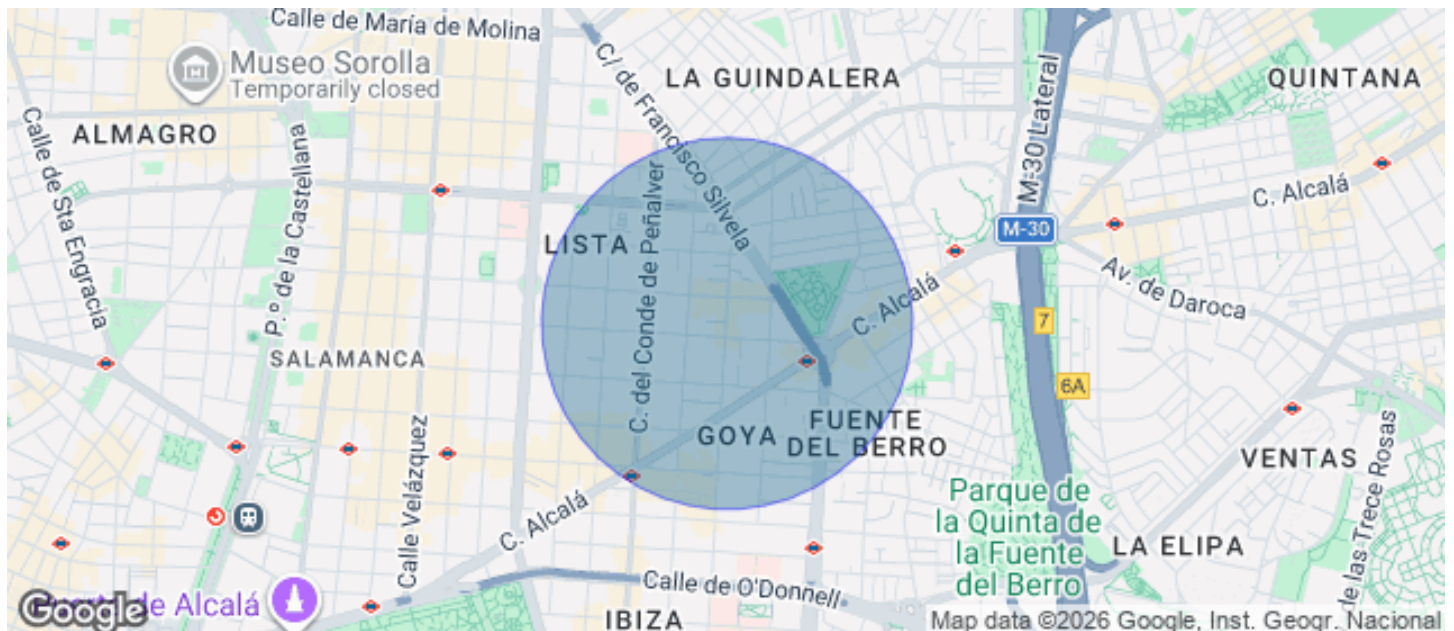 Calle de María de Molina
Museo Sorolla
Temporarily closed
LA GUINDALERA
QUINTANA
ALMAGRO
C/ de Francisco Silvela
M-30 Lateral
Calle de Sta Engracia
P.º de la Castellana
C. del Conde de Peñalver
C. Alcalá
M-30
LISTA
Av. de Daroca
C. Alcalá
7
SALAMANCA
6A
GOYA
FUENTE
DEL BERRO
Calle Velázquez
VENTAS
de las Trece Rosas
Parque de
la Quinta de
la Fuente
del Berro
C. Alcalá
LA ELIPA
Calle de O'Donnell
de Alcalá
IBIZA
Google
Map data ©2026 Google, Inst. Geogr. Nacional